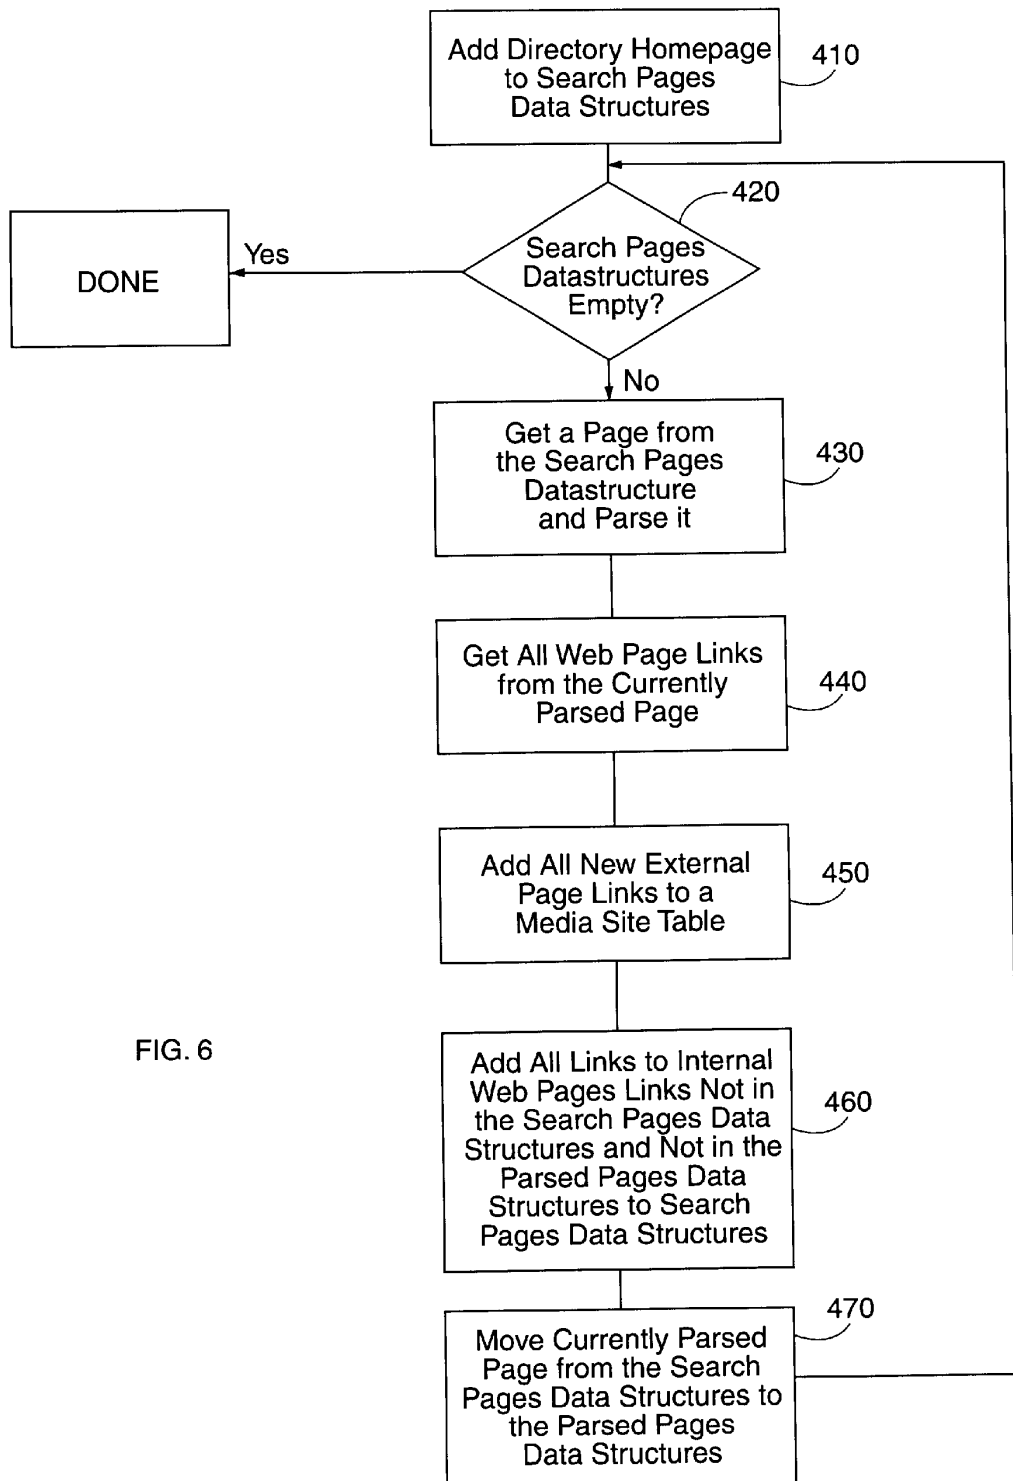 Add Directory Homepage
to Search Pages
Data Structures
410
420
Search Pages
Datastructures
Empty?
Yes
DONE
No
Get a Page from
the Search Pages
Datastructure
and Parse it
430
Get All Web Page Links
from the Currently
Parsed Page
440
Add All New External
Page Links to a
Media Site Table
450
FIG. 6
Add All Links to Internal
Web Pages Links Not in
the Search Pages Data
Structures and Not in the
Parsed Pages Data
Structures to Search
Pages Data Structures
460
470
Move Currently Parsed
Page from the Search
Pages Data Structures to
the Parsed Pages
Data Structures